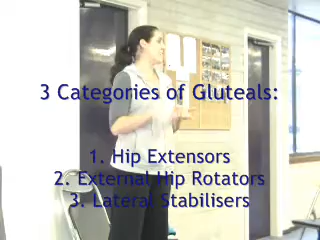 3 Categories of Gluteals:
1. Hip Extensors
2. External Hip Rotators
3. Lateral Stabilisers